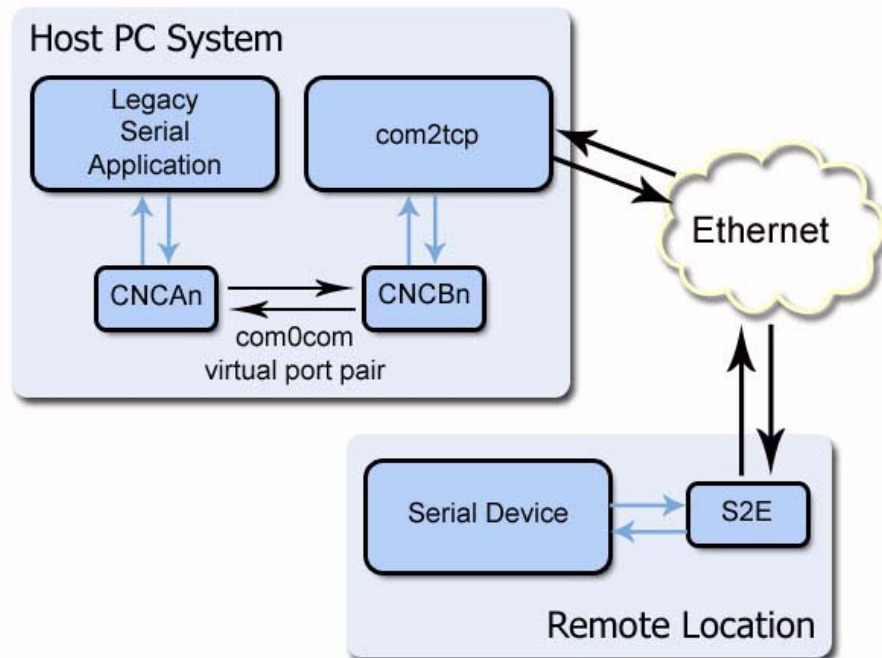 Host PC System
Legacy
Serial
Application
com2tcp
CNCAn
CNCBn
com0com
virtual port pair
Ethernet
Serial Device
S2E
Remote Location